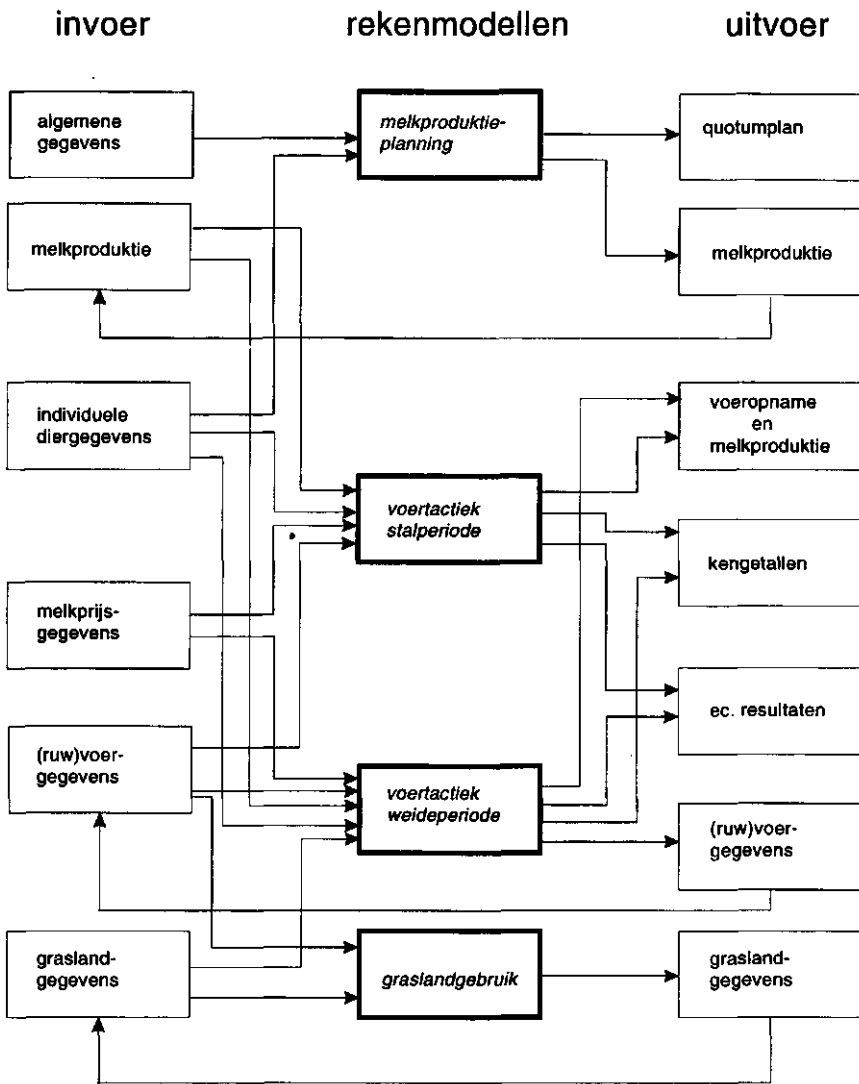 invoer
rekenmodellen
uitvoer
algemene
gegevens
melkproduktie-
planning
quotumplan
melkproduktie
melkproduktie
individuele
diergegevens
voeropname
en
melkproduktie
voertactiek
stalperiode
kengetallen
melkprijs-
gegevens
ec. resultaten
(ruw)voer-
gegevens
voertactiek
weideperiode
(ruw)voer-
gegevens
grasland-
gegevens
graslandgebruik
grasland-
gegevens